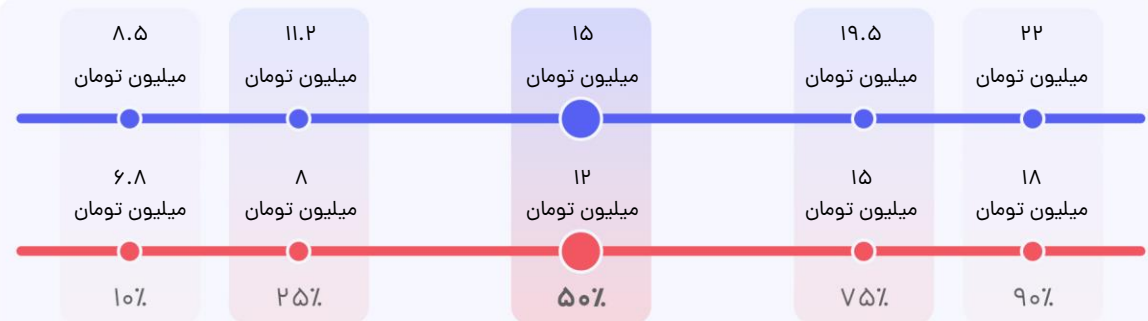 ۸.۵
میلیون تومان
۱۱.۲
میلیون تومان
۱۵
میلیون تومان
۱۹.۵
میلیون تومان
۲۲
میلیون تومان
۶.۸
میلیون تومان
۸
میلیون تومان
۱۲
میلیون تومان
۱۵
میلیون تومان
۱۸
میلیون تومان
۱۰٪
۲۵٪
۵۰٪
۷۵٪
۹۰٪